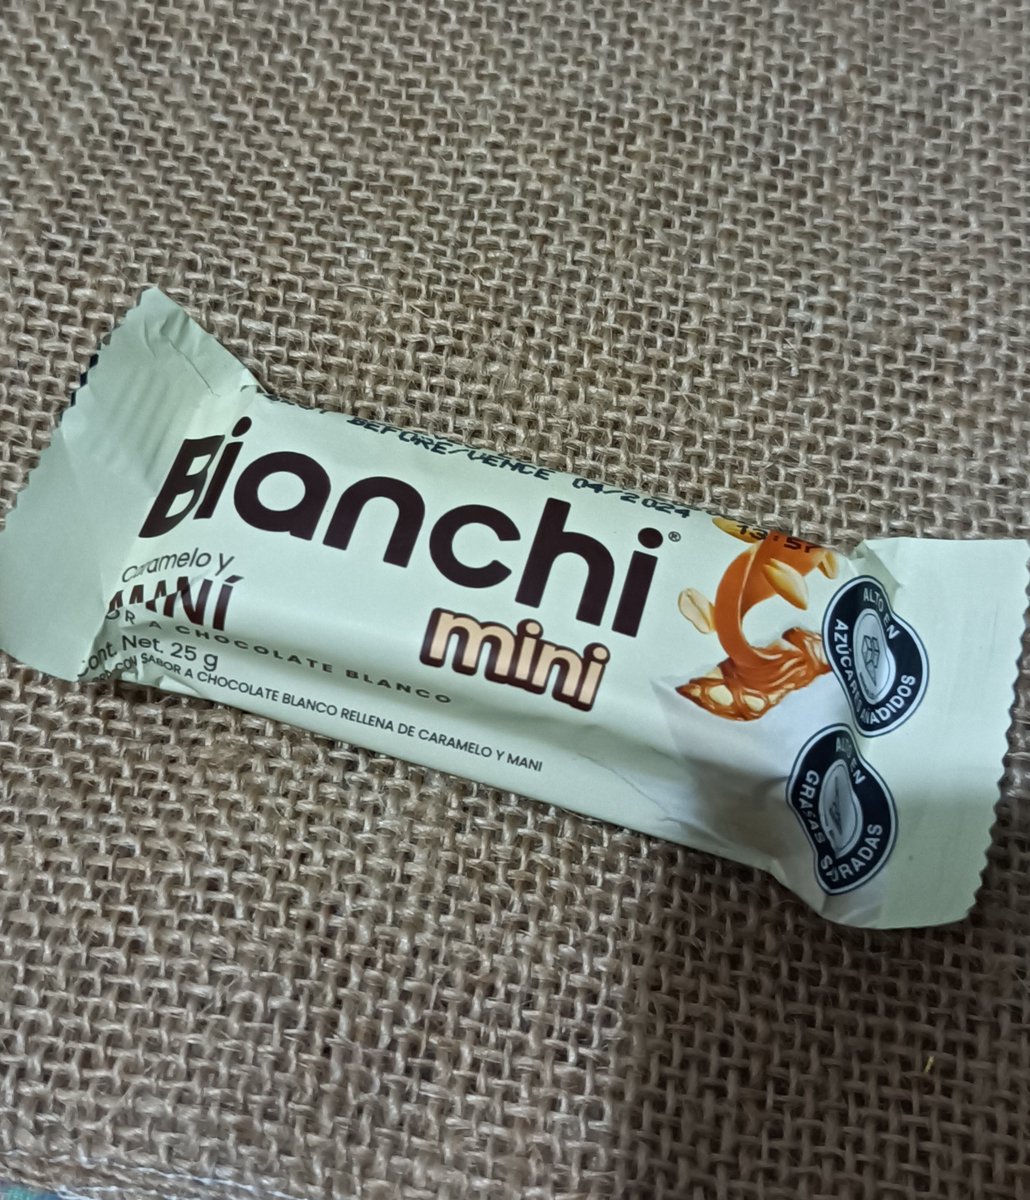 BEFORE/VENCE 04/2024
Bianchi®
mini
Caramelo y
MANÍ
A CHOCOLATE BLANCO
Cont. Net. 25 g
CON SABOR A CHOCOLATE BLANCO RELLENA DE CARAMELO Y MANI
ALTO EN
AZÚCARES AÑADIDOS
ALTO EN
GRASAS SATURADAS